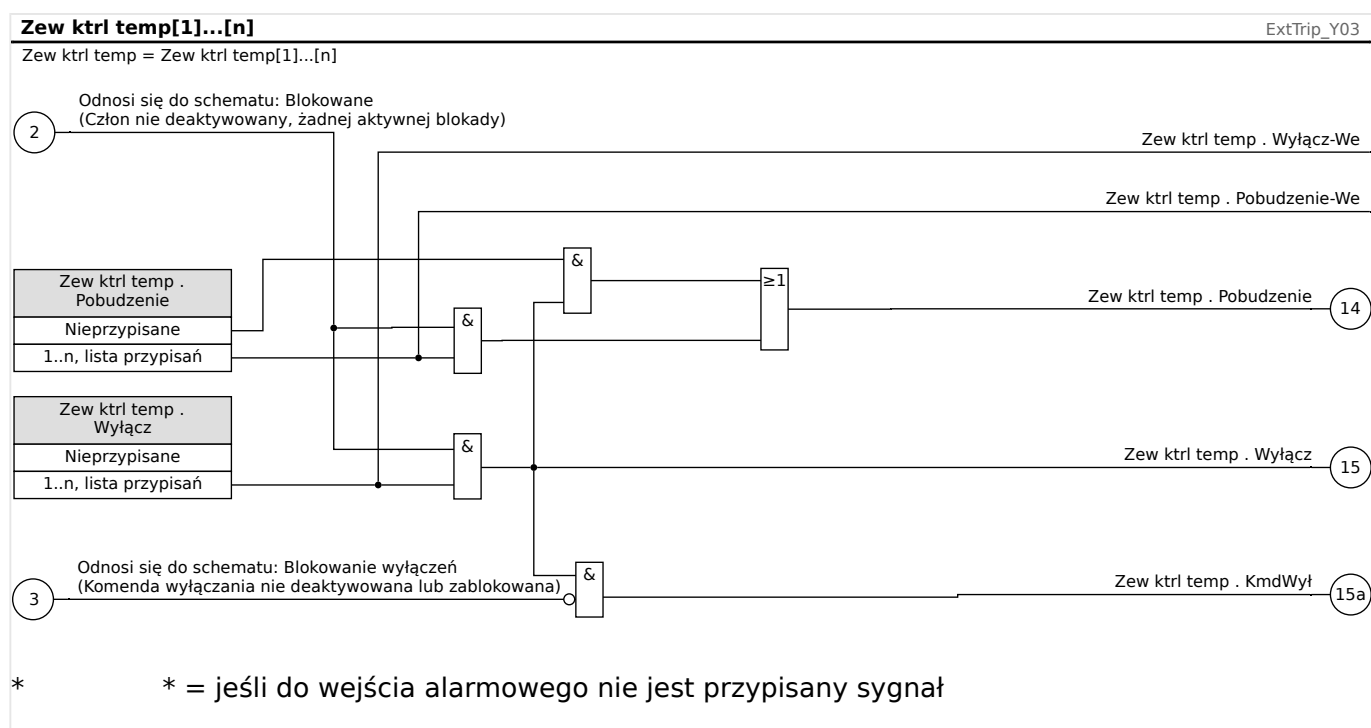 Zew ktrl temp[1]...[n]
ExtTrip_Y03
Zew ktrl temp = Zew ktrl temp[1]...[n]
Odnosi się do schematu: Blokowane
(Człon nie deaktywowany, żadnej aktywnej blokady)
2
Zew ktrl temp . Wyłącz-We
Zew ktrl temp . Pobudzenie-We
&
≥1
Zew ktrl temp .
Pobudzenie
Nieprzypisane
1..n, lista przypisań
&
Zew ktrl temp . Pobudzenie
14
Zew ktrl temp .
Wyłącz
Nieprzypisane
1..n, lista przypisań
&
Zew ktrl temp . Wyłącz
15
Odnosi się do schematu: Blokowanie wyłączeń
(Komenda wyłączania nie deaktywowana lub zablokowana)
3
&
Zew ktrl temp . KmdWył
15a
* * = jeśli do wejścia alarmowego nie jest przypisany sygnał